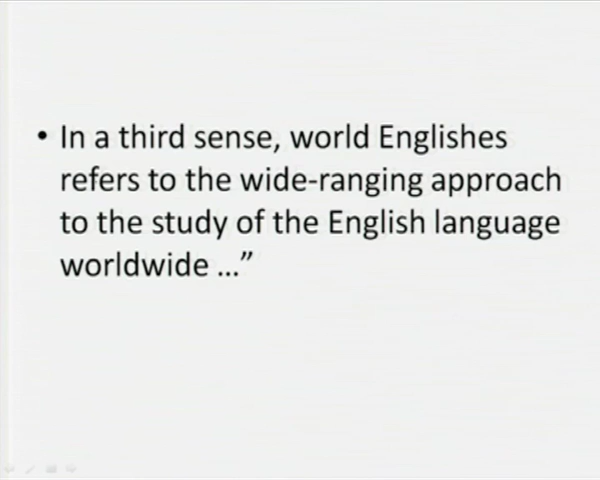 • In a third sense, world Englishes
refers to the wide-ranging approach
to the study of the English language
worldwide ...”